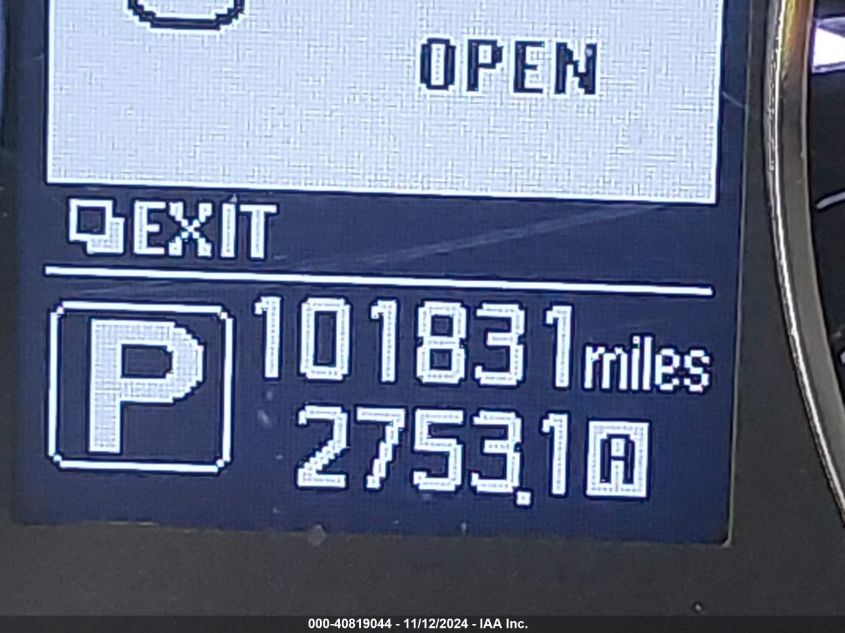 OPEN
EXIT
P
101831 miles
2753.1 A
000-40819044 - 11/12/2024 - IAA Inc.